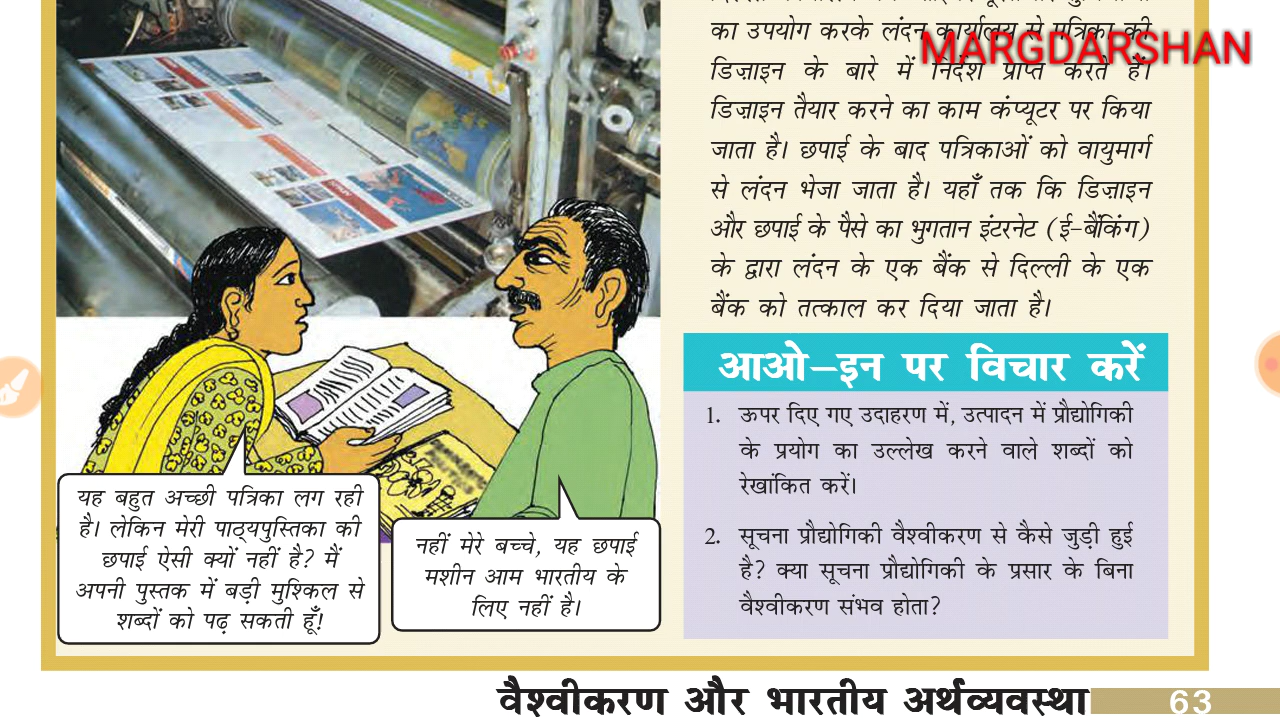 का उपयोग करके लंदन कार्यालय से पत्रिका की
MARGDARSHAN
डिज़ाइन के बारे में निर्देश प्राप्त करते हैं।
डिज़ाइन तैयार करने का काम कंप्यूटर पर किया
जाता है। छपाई के बाद पत्रिकाओं को वायुमार्ग
से लंदन भेजा जाता है। यहाँ तक कि डिज़ाइन
और छपाई के पैसे का भुगतान इंटरनेट (ई-बैंकिंग)
के द्वारा लंदन के एक बैंक से दिल्ली के एक
बैंक को तत्काल कर दिया जाता है।
यह बहुत अच्छी पत्रिका लग रही
है। लेकिन मेरी पाठ्यपुस्तिका की
छपाई ऐसी क्यों नहीं है? मैं
अपनी पुस्तक में बड़ी मुश्किल से
शब्दों को पढ़ सकती हूँ!
नहीं मेरे बच्चे, यह छपाई
मशीन आम भारतीय के
लिए नहीं है।
आओ–इन पर विचार करें
1. ऊपर दिए गए उदाहरण में, उत्पादन में प्रौद्योगिकी
के प्रयोग का उल्लेख करने वाले शब्दों को
रेखांकित करें।
2. सूचना प्रौद्योगिकी वैश्वीकरण से कैसे जुड़ी हुई
है? क्या सूचना प्रौद्योगिकी के प्रसार के बिना
वैश्वीकरण संभव होता?
वैश्वीकरण और भारतीय अर्थव्यवस्था 63